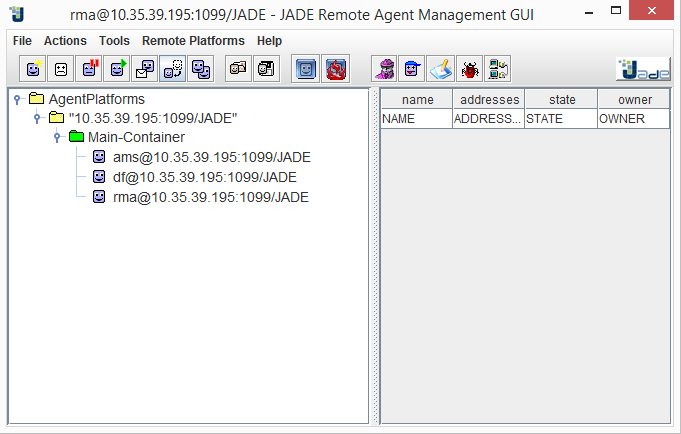 rma@10.35.39.195:1099/JADE - JADE Remote Agent Management GUI
File Actions Tools Remote Platforms Help
Jade
AgentPlatforms
"10.35.39.195:1099/JADE"
Main-Container
ams@10.35.39.195:1099/JADE
df@10.35.39.195:1099/JADE
rma@10.35.39.195:1099/JADE
name addresses state owner
NAME ADDRESS... STATE OWNER